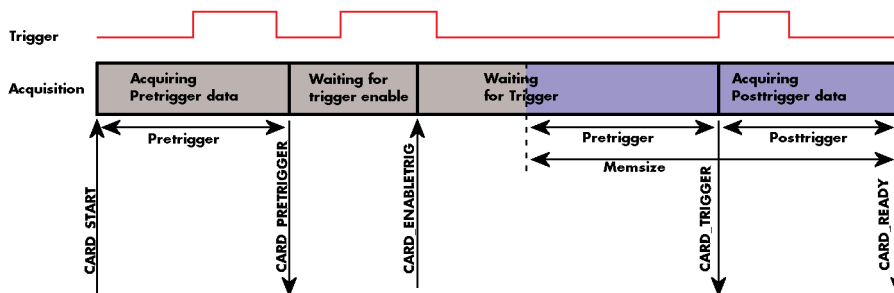 Trigger
Acquisition
Acquiring
Pretrigger data
Waiting for
trigger enable
Waiting
for Trigger
Acquiring
Posttrigger data
Pretrigger
Pretrigger
Posttrigger
Memsize
CARD_START
CARD_PRETRIGGER
CARD_ENABLETRIG
CARD_TRIGGER
CARD_READY